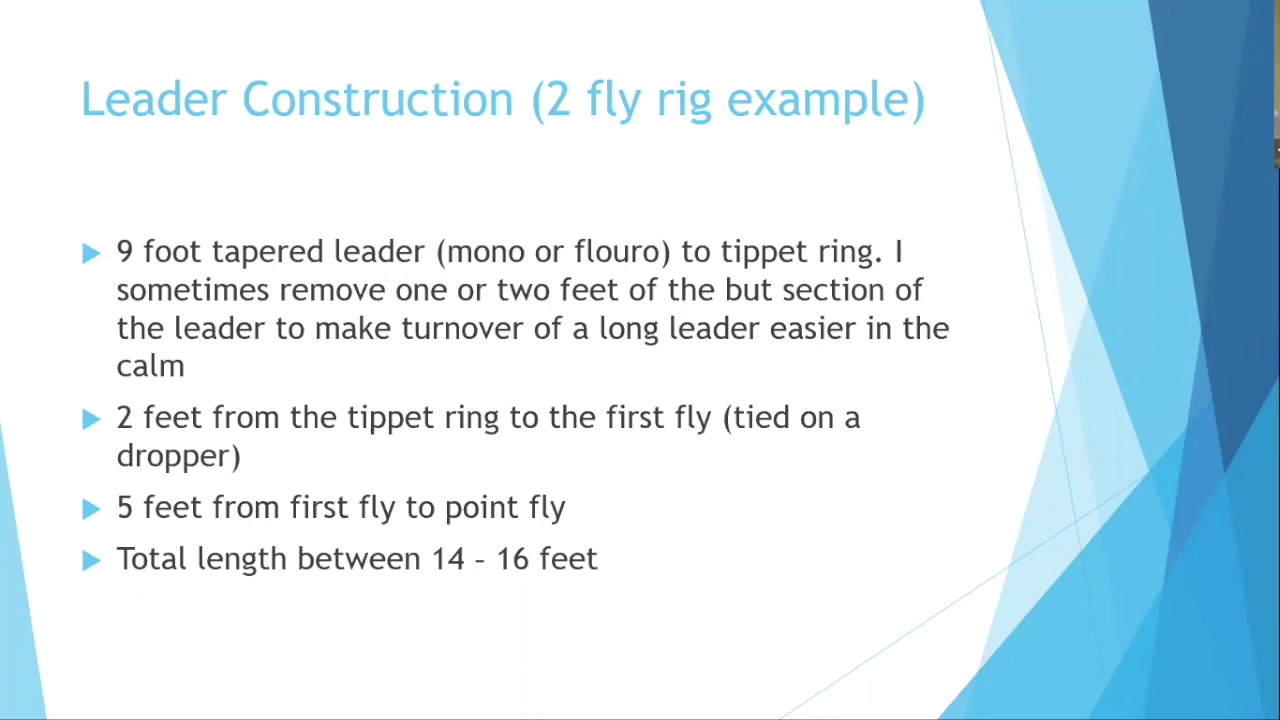 Leader Construction (2 fly rig example)
9 foot tapered leader (mono or flouro) to tippet ring. I
sometimes remove one or two feet of the but section of
the leader to make turnover of a long leader easier in the
calm
2 feet from the tippet ring to the first fly (tied on a
dropper)
5 feet from first fly to point fly
Total length between 14 – 16 feet